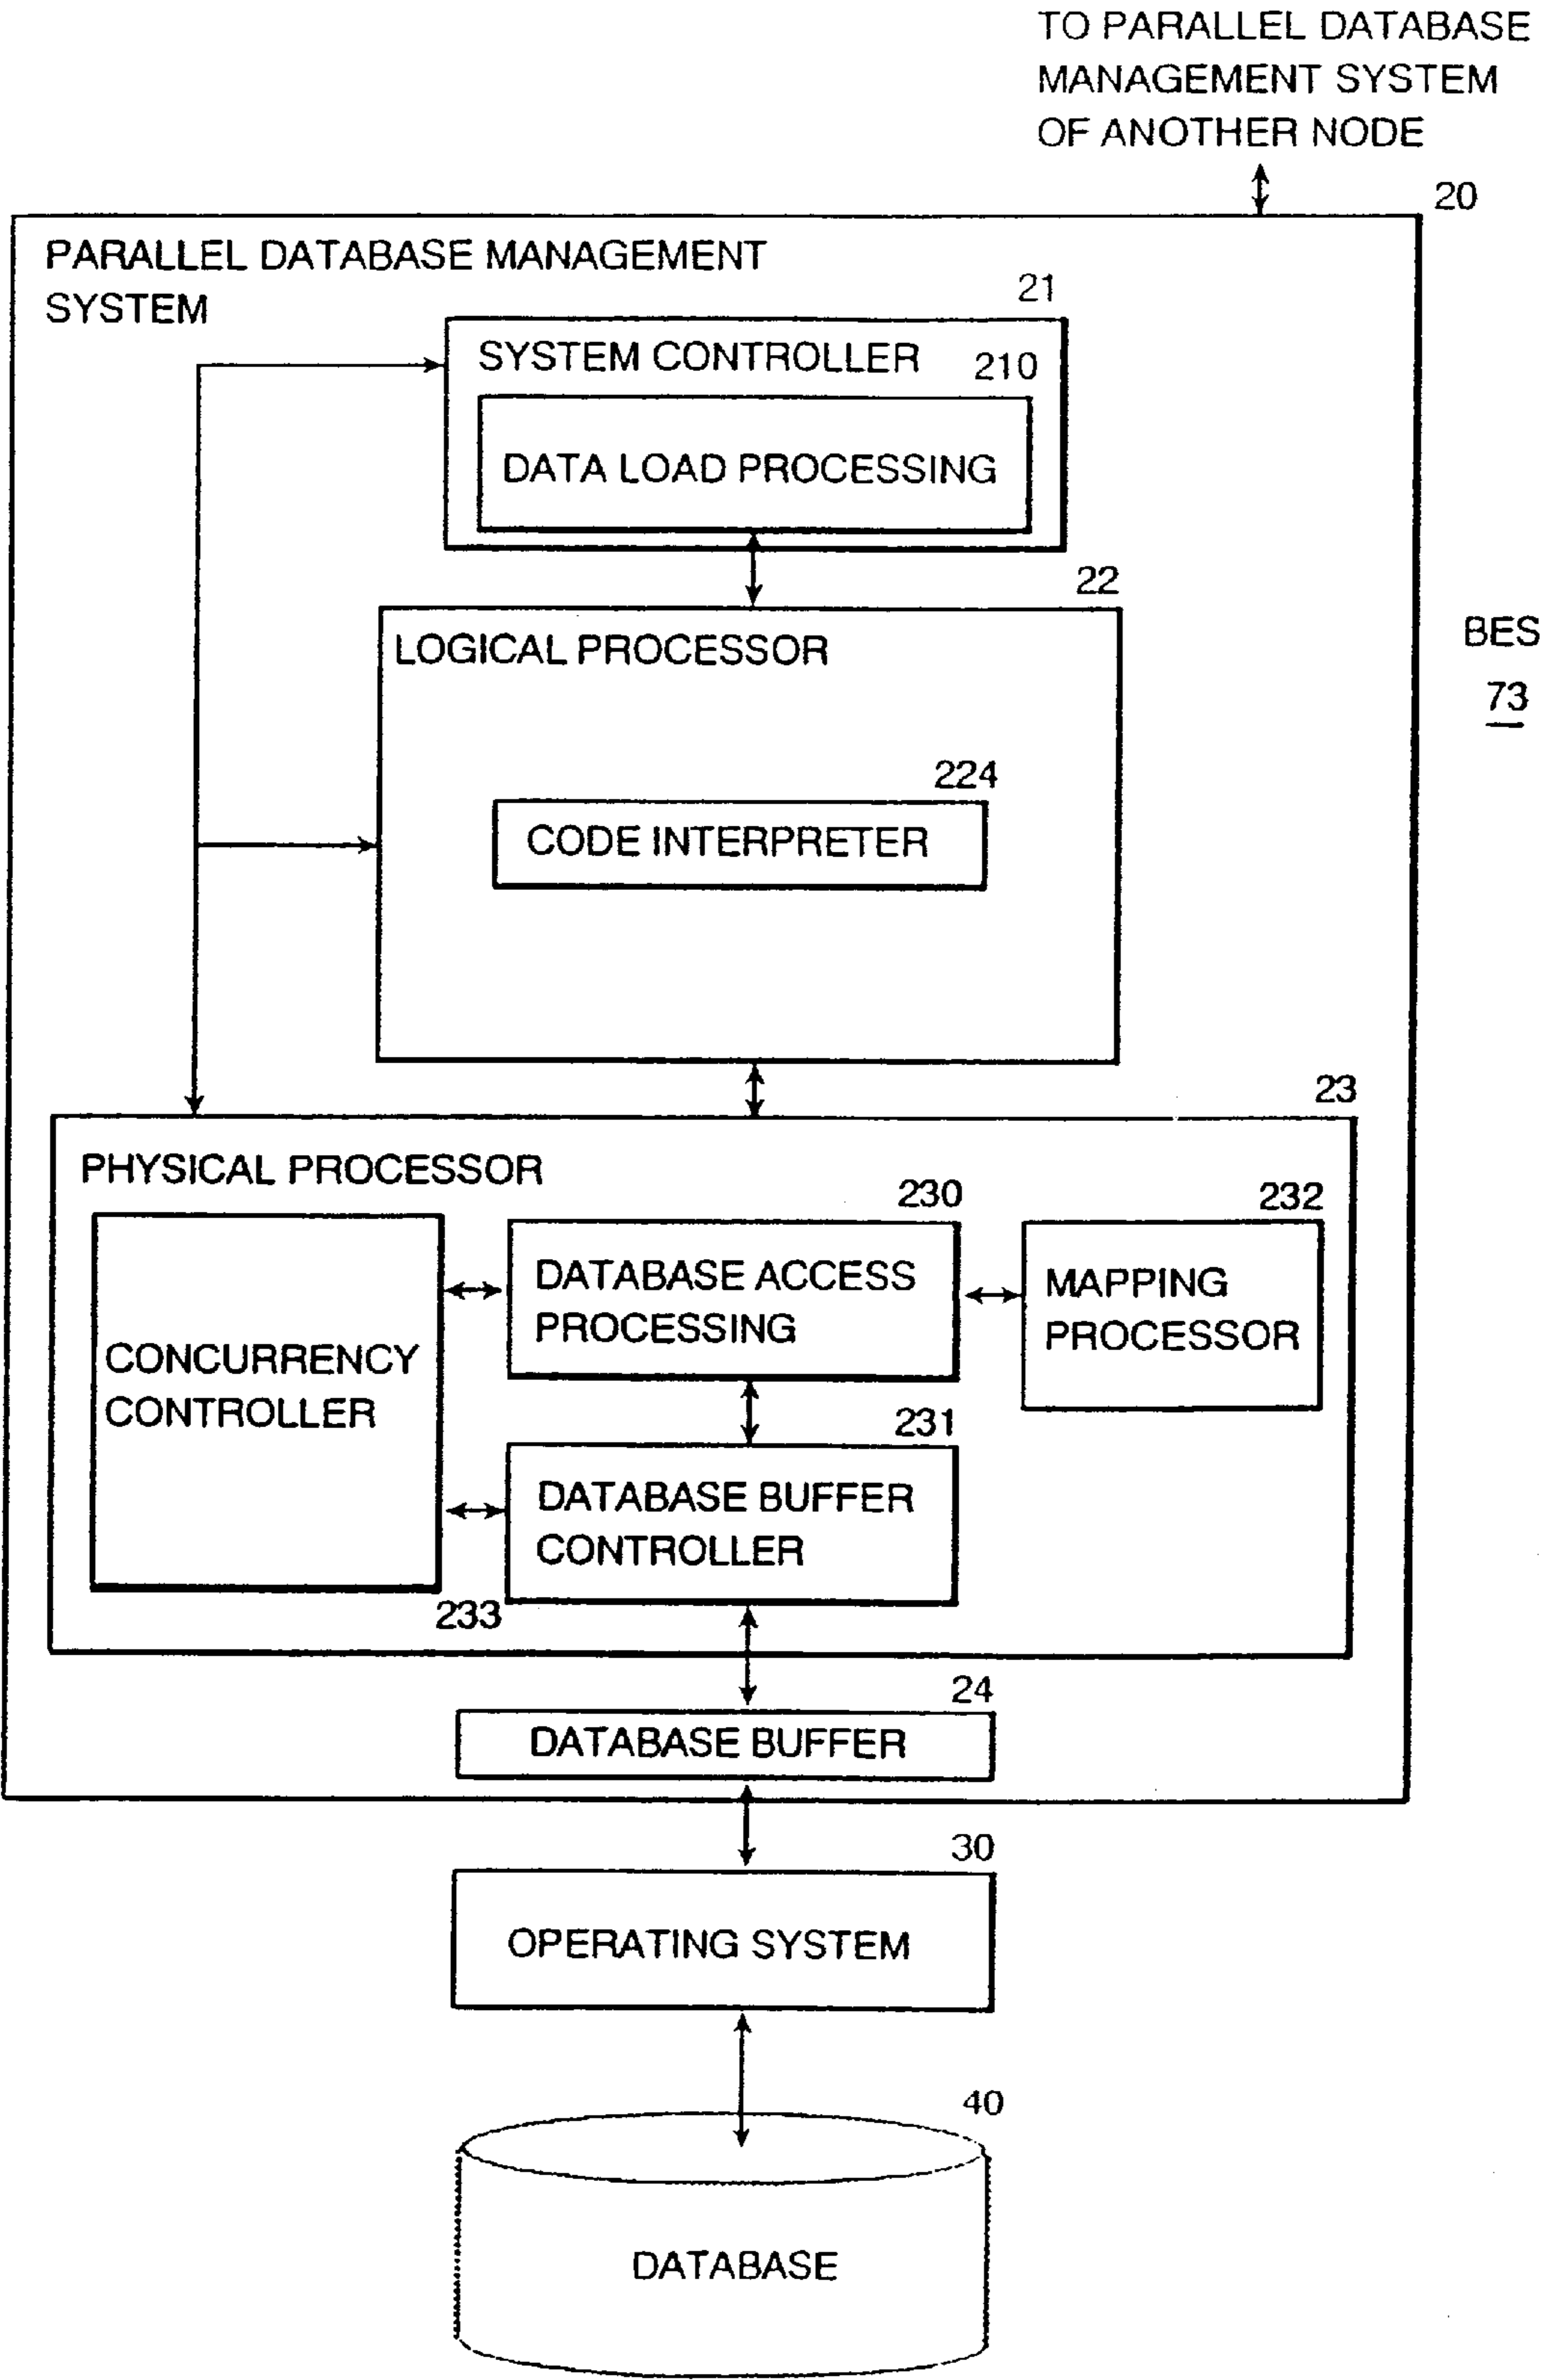 TO PARALLEL DATABASE
MANAGEMENT SYSTEM
OF ANOTHER NODE
20
PARALLEL DATABASE MANAGEMENT
SYSTEM
21
SYSTEM CONTROLLER
210
DATA LOAD PROCESSING
22
LOGICAL PROCESSOR
BES
73
224
CODE INTERPRETER
23
PHYSICAL PROCESSOR
230
232
DATABASE ACCESS
PROCESSING
MAPPING
PROCESSOR
CONCURRENCY
CONTROLLER
231
DATABASE BUFFER
CONTROLLER
233
24
DATABASE BUFFER
30
OPERATING SYSTEM
40
DATABASE